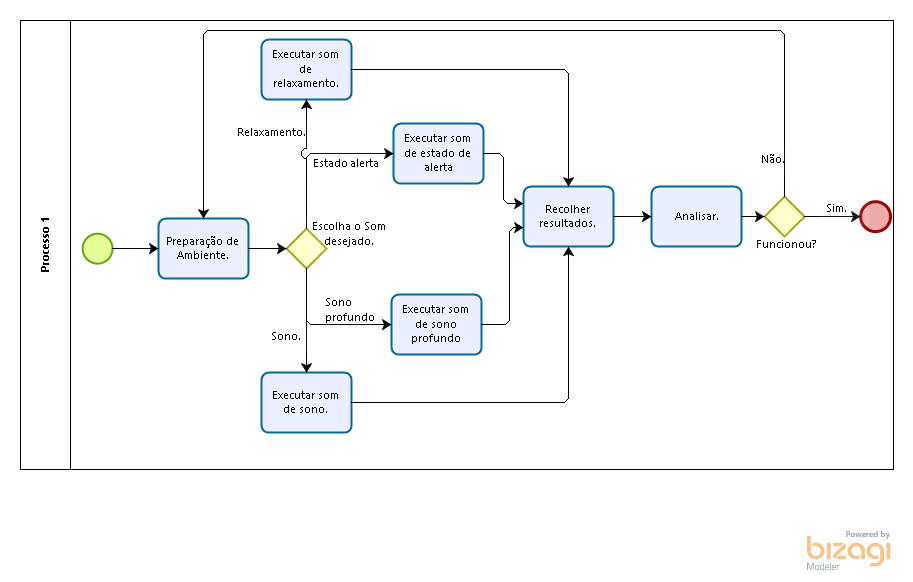 Processo 1
Executar som
de
relaxamento.
Relaxamento.
Executar som
de estado de
alerta
Estado alerta
Não.
Recolher
resultados.
Analisar.
Sim.
Funcionou?
Escolha o Som
desejado.
Preparação de
Ambiente.
Sono
profundo
Executar som
de sono
profundo
Sono.
Executar som
de sono.
Powered by
bizagi
Modeler